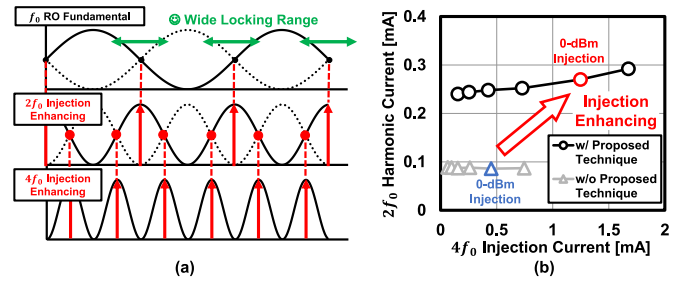 f0 RO Fundamental
☺ Wide Locking Range
2f0 Injection
Enhancing
4f0 Injection
Enhancing
(a)
2f0 Harmonic Current [mA]
0.4
0.3
0.2
0.1
0
0-dBm
Injection
Injection
Enhancing
w/ Proposed
Technique
w/o Proposed
Technique
0-dBm
Injection
0
0.5
1
1.5
2
4f0 Injection Current [mA]
(b)